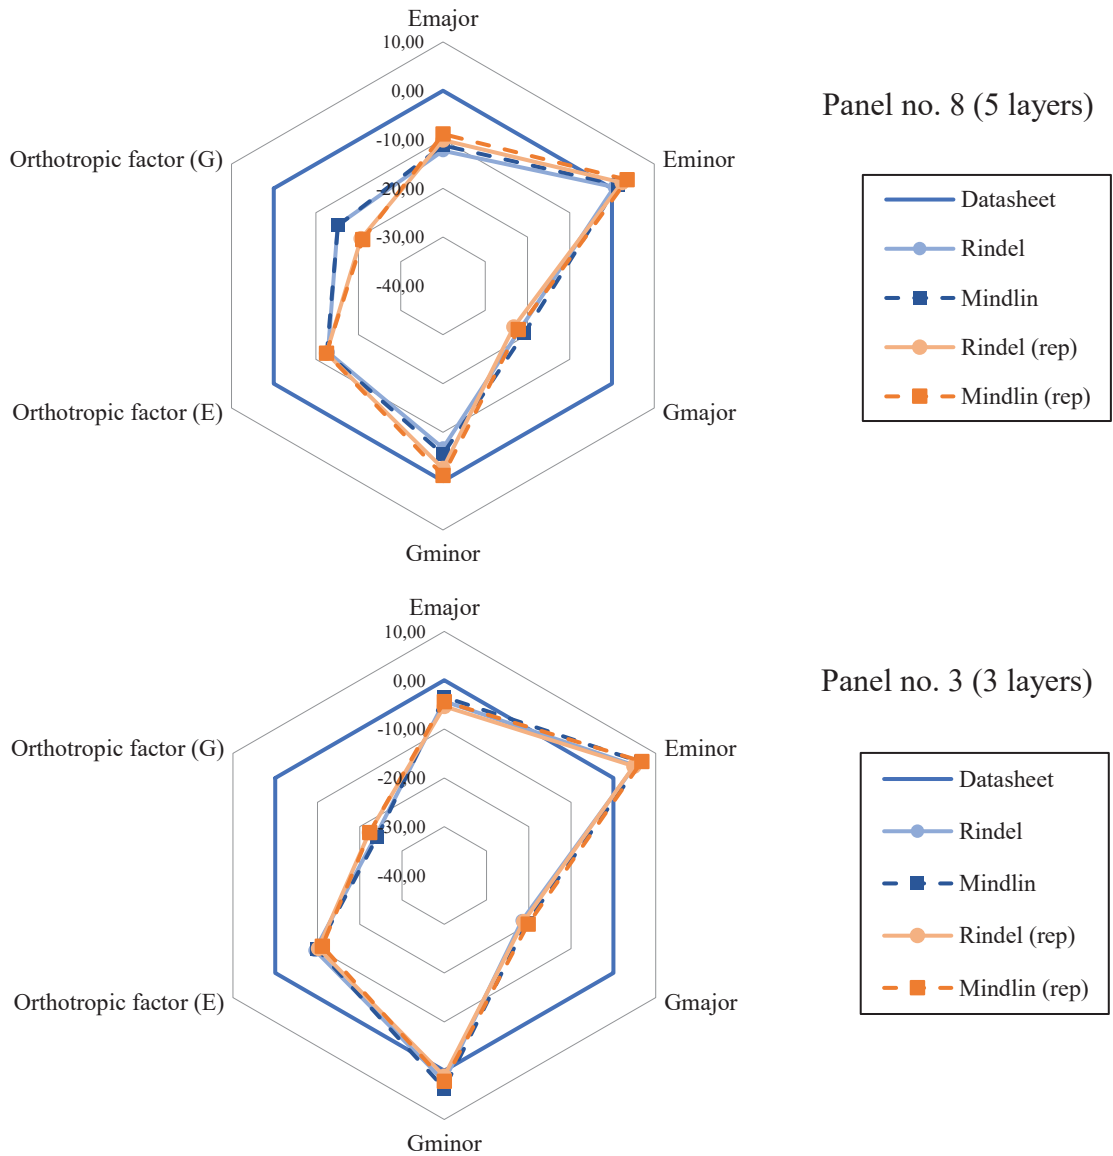 Emajor
10,00
0,00
-10,00
-20,00
-30,00
-40,00
Eminor
Gmajor
Gminor
Orthotropic factor (E)
Orthotropic factor (G)
Panel no. 8 (5 layers)
Datasheet
Rindel
Mindlin
Rindel (rep)
Mindlin (rep)
Emajor
10,00
0,00
-10,00
-20,00
-30,00
-40,00
Eminor
Gmajor
Gminor
Orthotropic factor (E)
Orthotropic factor (G)
Panel no. 3 (3 layers)
Datasheet
Rindel
Mindlin
Rindel (rep)
Mindlin (rep)